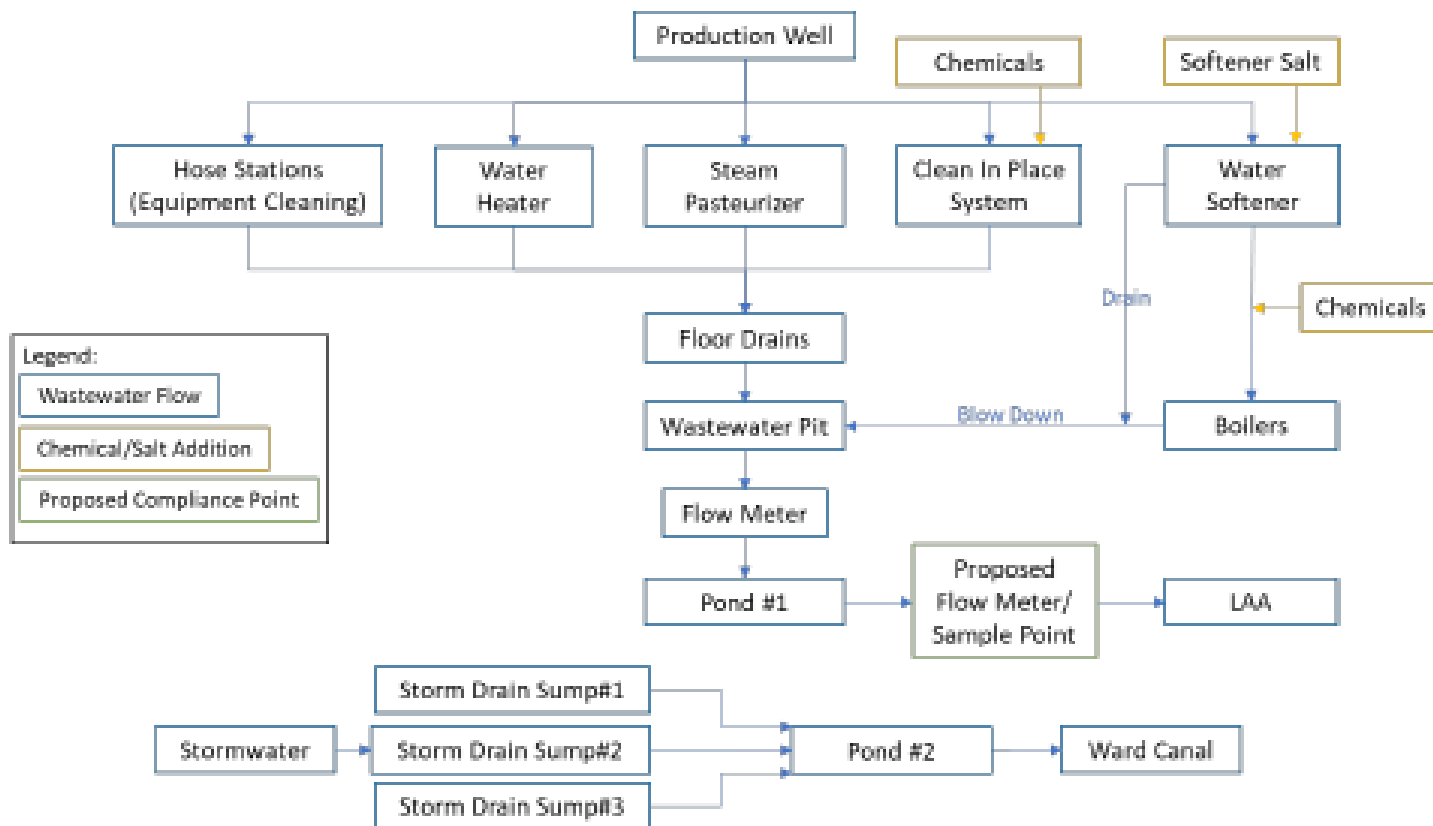 Production Well
Chemicals
Softener Salt
Hose Stations
(Equipment Cleaning)
Water
Heater
Steam
Pasteurizer
Clean In Place
System
Water
Softener
Drain
Chemicals
Floor Drains
Legend:
Wastewater Flow
Chemical/Salt Addition
Proposed Compliance Point
Wastewater Pit
Blow Down
Boilers
Flow Meter
Pond #1
Proposed
Flow Meter/
Sample Point
LAA
Storm Drain Sump#1
Stormwater
Storm Drain Sump#2
Pond #2
Ward Canal
Storm Drain Sump#3